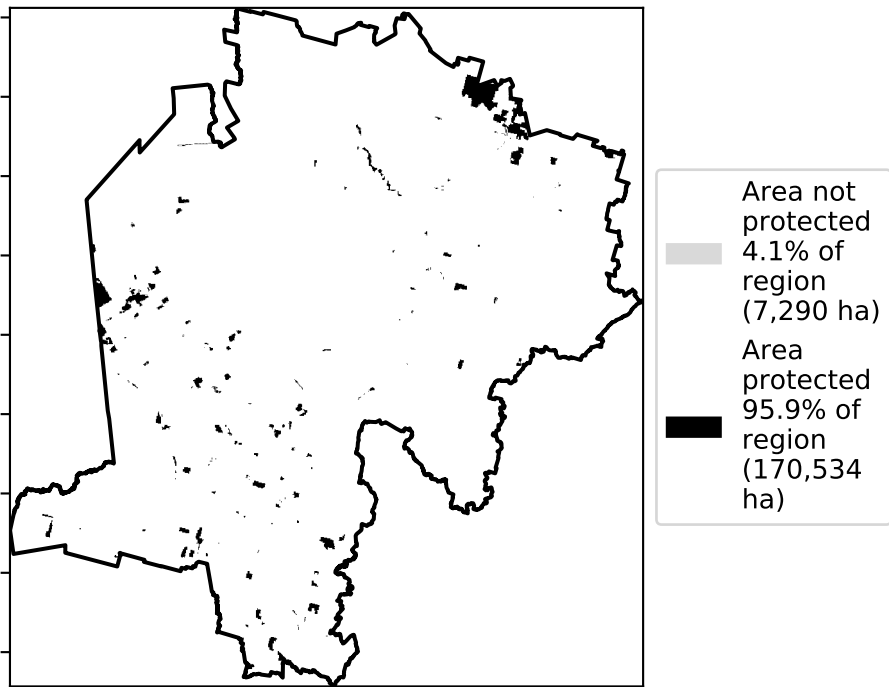 Area not
protected
4.1% of
region
(7,290 ha)
Area
protected
95.9% of
region
(170,534
ha)